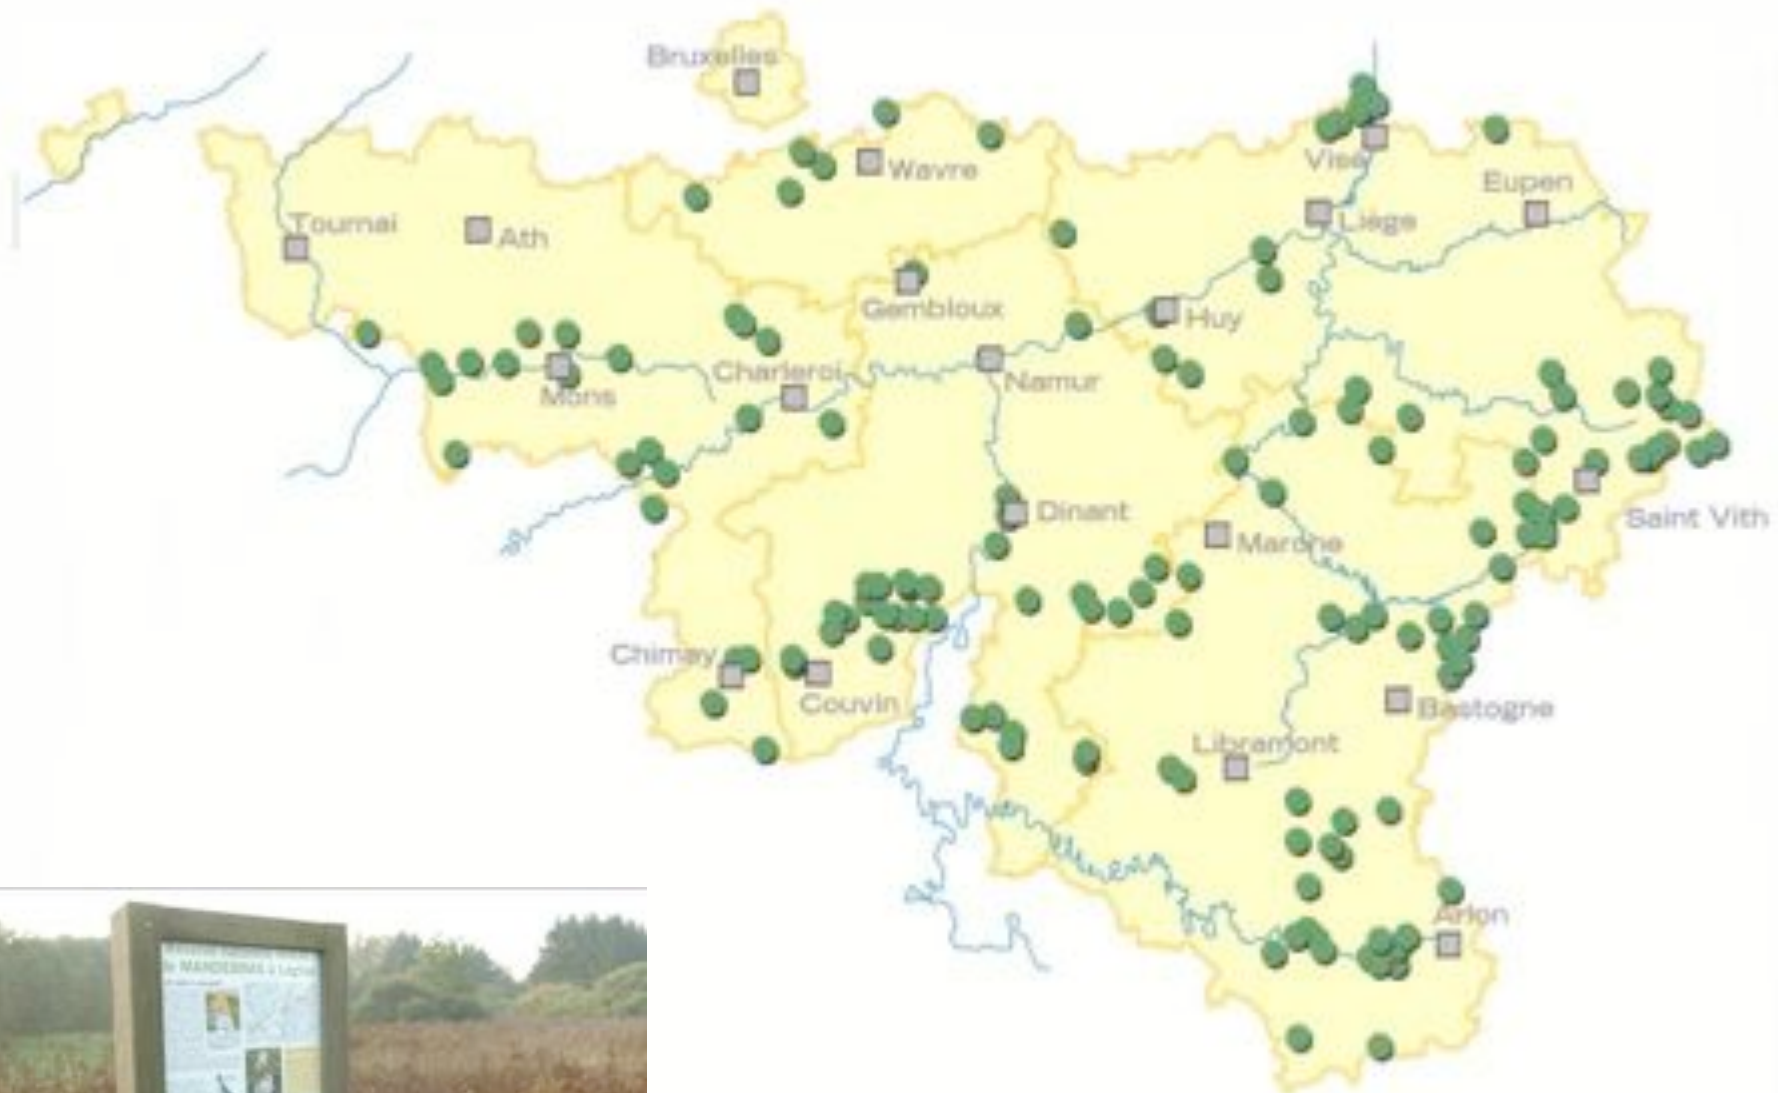 Bruxelles
Wavre
Visé
Eupen
Tournai
Ath
Liège
Gembloux
Huy
Charleroi
Namur
Mons
Dinant
Saint Vith
Marche
Chimay
Couvin
Bastogne
Libramont
Arlon